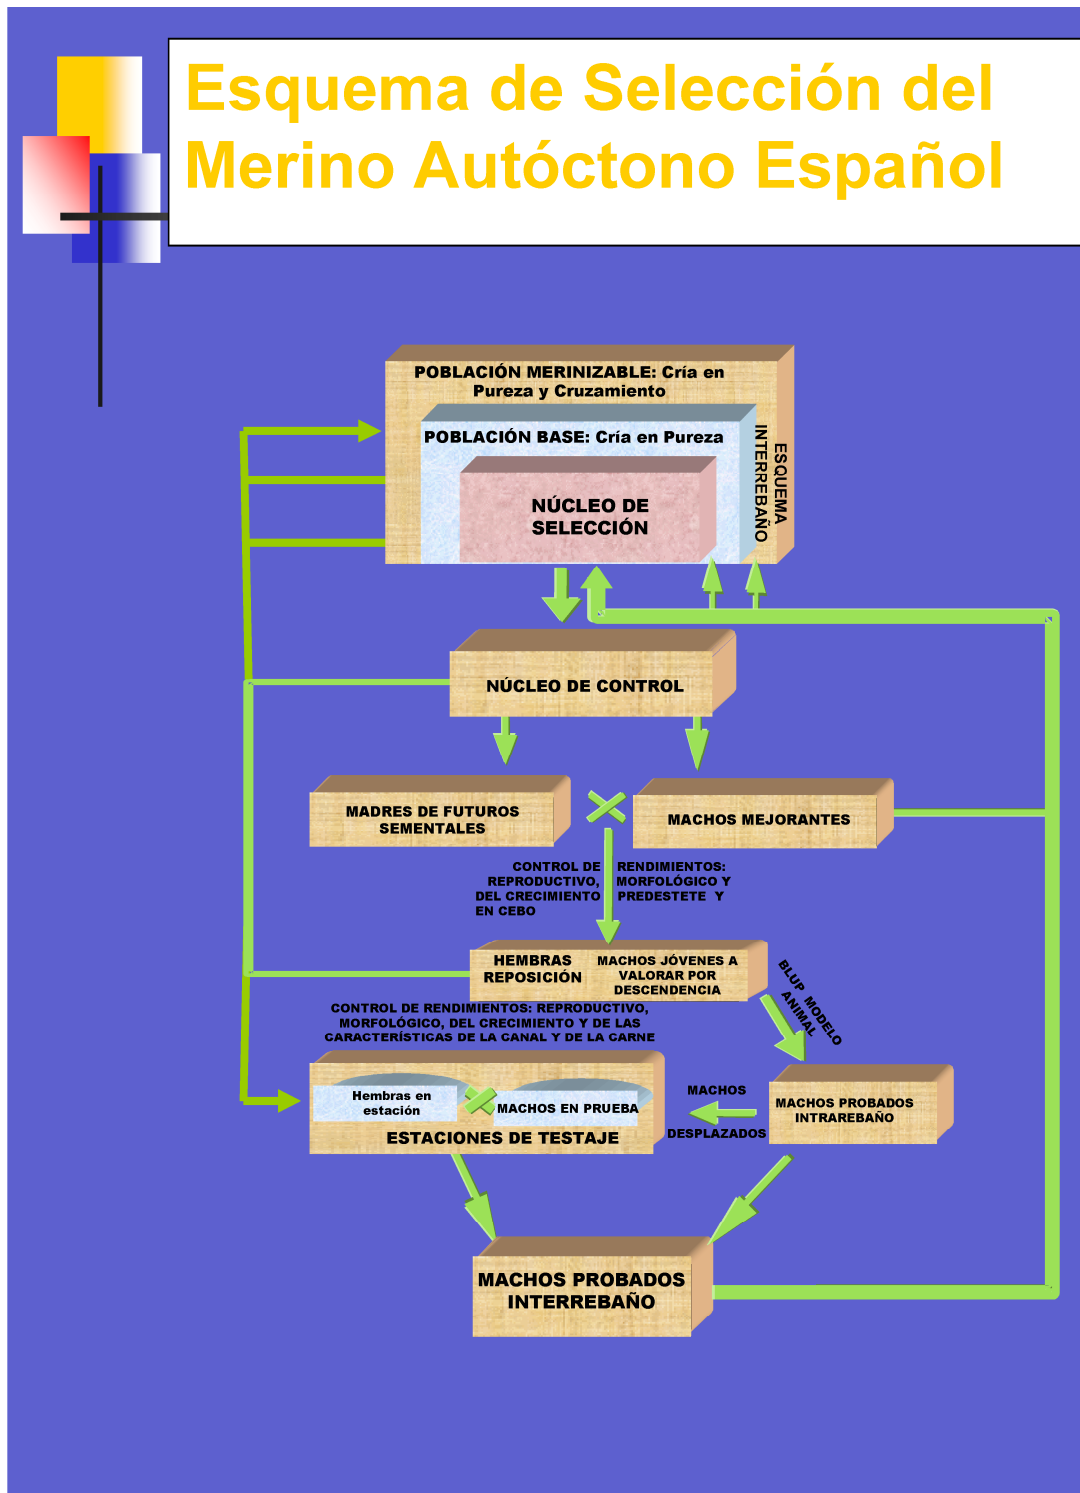 Esquema de Selección del
Merino Autóctono Español
POBLACIÓN MERINIZABLE: Cría en
Pureza y Cruzamiento
POBLACIÓN BASE: Cría en Pureza
ESQUEMA
INTERREBAÑO
NÚCLEO DE
SELECCIÓN
NÚCLEO DE CONTROL
MADRES DE FUTUROS
SEMENTALES
MACHOS MEJORANTES
CONTROL DE RENDIMIENTOS:
REPRODUCTIVO, MORFOLÓGICO Y
DEL CRECIMIENTO PREDESTETE Y
EN CEBO
HEMBRAS
REPOSICIÓN
MACHOS JÓVENES A
VALORAR POR
DESCENDENCIA
BLUP MODELO
ANIMAL
CONTROL DE RENDIMIENTOS: REPRODUCTIVO,
MORFOLÓGICO, DEL CRECIMIENTO Y DE LAS
CARACTERÍSTICAS DE LA CANAL Y DE LA CARNE
Hembras en
estación
MACHOS EN PRUEBA
ESTACIONES DE TESTAJE
MACHOS
DESPLAZADOS
MACHOS PROBADOS
INTRAREBAÑO
MACHOS PROBADOS
INTERREBAÑO